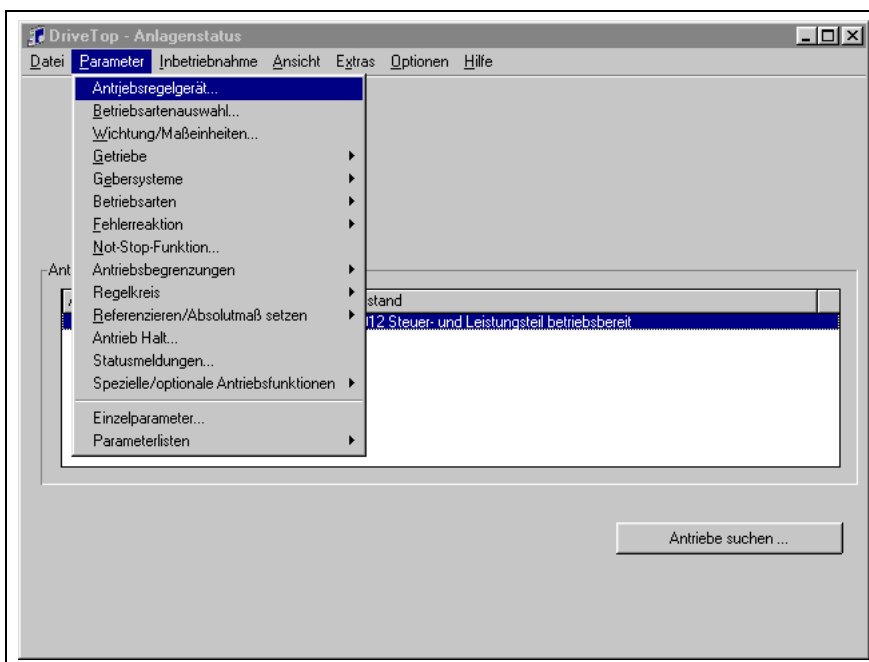 DriveTop - Anlagenstatus
Datei Parameter Inbetriebnahme Ansicht Extras Optionen Hilfe
Antriebsregelgerät...
Betriebsartenauswahl...
Wichtung/Maßeinheiten...
Getriebe
Gebersysteme
Betriebsarten
Fehlerreaktion
Not-Stop-Funktion...
Ant Antriebsbegrenzungen
Regelkreis stand
Referenzieren/Absolutmaß setzen 12 Steuer- und Leistungsteil betriebsbereit
Antrieb Halt...
Statusmeldungen...
Spezielle/optionale Antriebsfunktionen
Einzelparameter...
Parameterlisten
Antriebe suchen ...